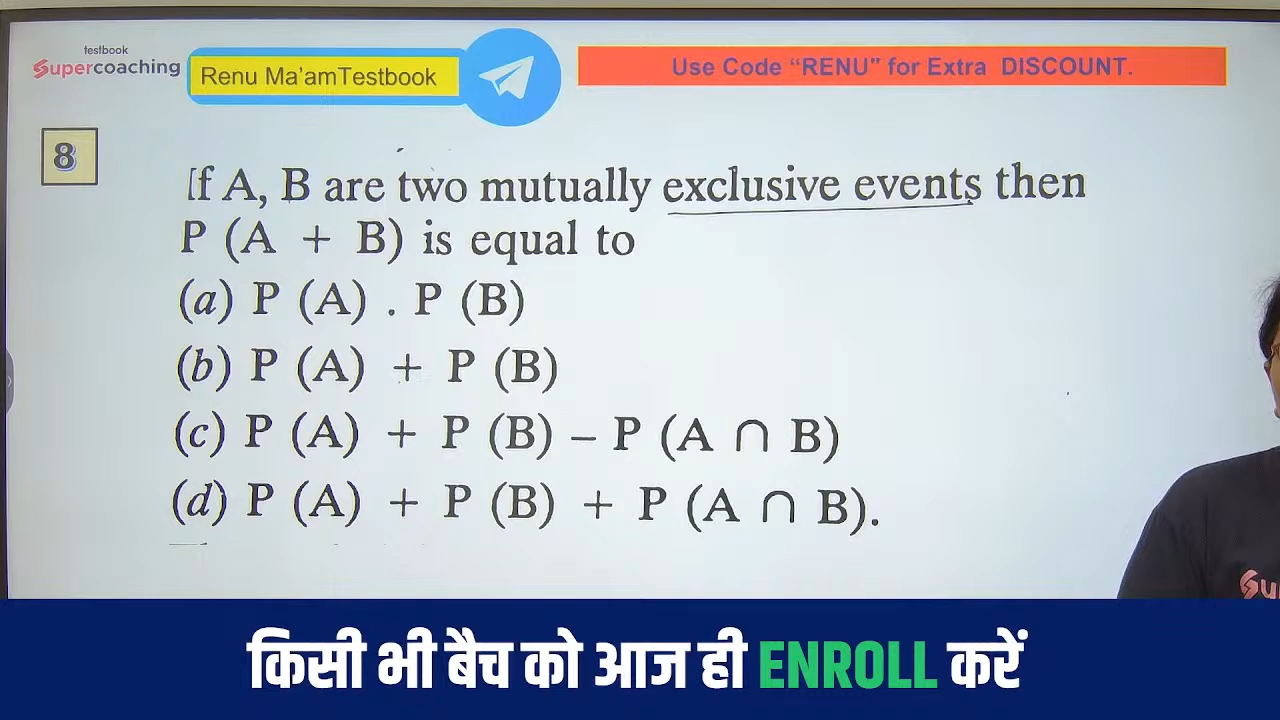 testbook
Supercoaching
Renu Ma'amTestbook
Use Code “RENU" for Extra DISCOUNT.
8
If A, B are two mutually exclusive events then
P (A + B) is equal to
(a) P (A) . P (B)
(b) P (A) + P (B)
(c) P (A) + P (B) – P (A ∩ B)
(d) P (A) + P (B) + P (A ∩ B).
Su
किसी भी बैच को आज ही ENROLL करें